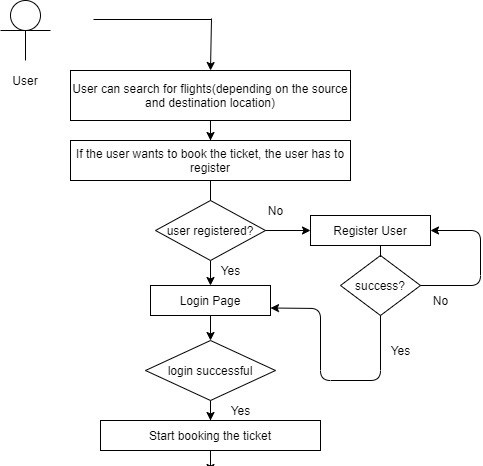 User
User can search for flights(depending on the source
and destination location)
If the user wants to book the ticket, the user has to
register
user registered?
No
Register User
Yes
success?
No
Login Page
Yes
login successful
Yes
Start booking the ticket